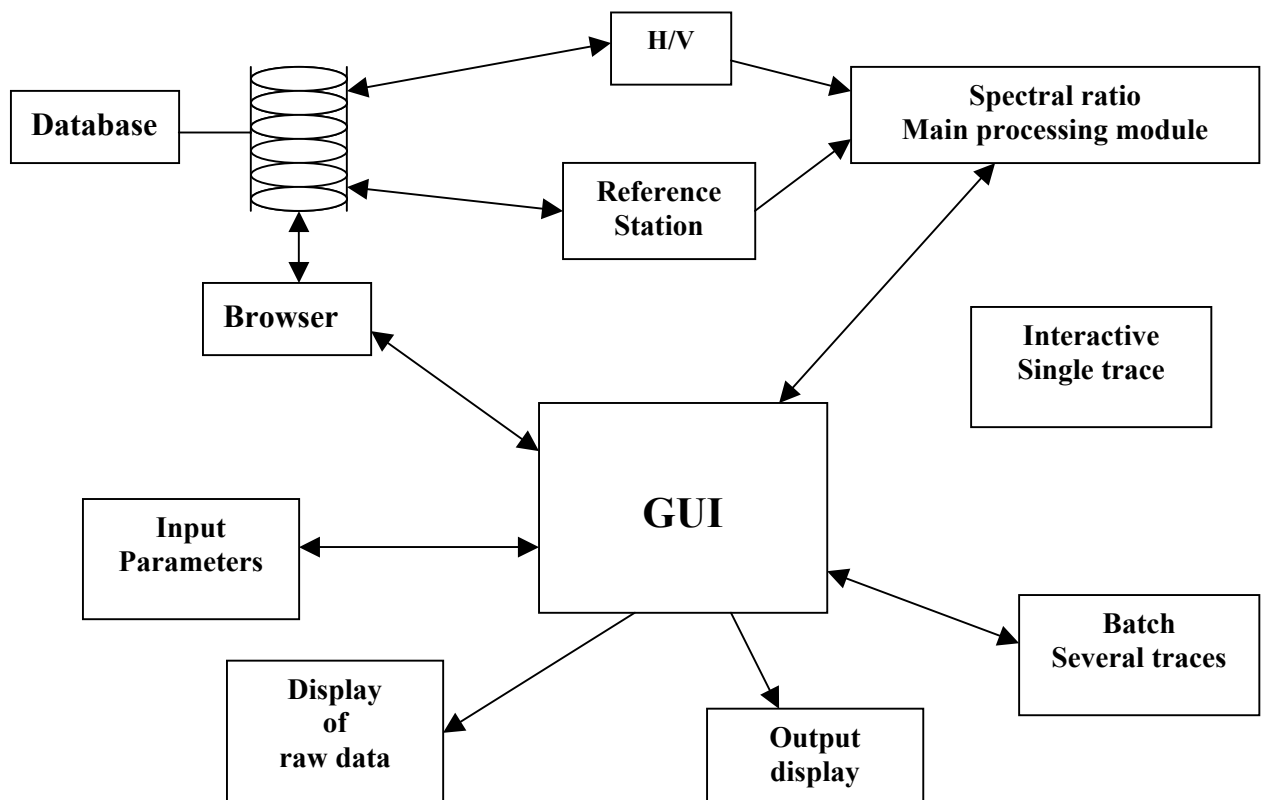 H/V
Spectral ratio
Main processing module
Database
Reference
Station
Browser
Interactive
Single trace
GUI
Input
Parameters
Batch
Several traces
Display
of
raw data
Output
display